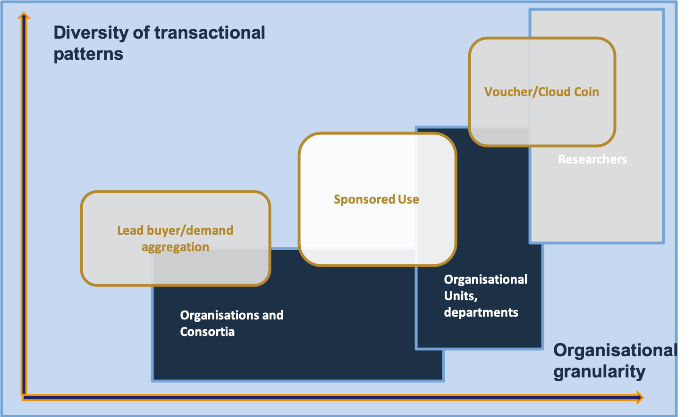 Diversity of transactional
patterns
Voucher/Cloud Coin
Researchers
Sponsored Use
Lead buyer/demand
aggregation
Organisational
Units,
departments
Organisations and
Consortia
Organisational
granularity